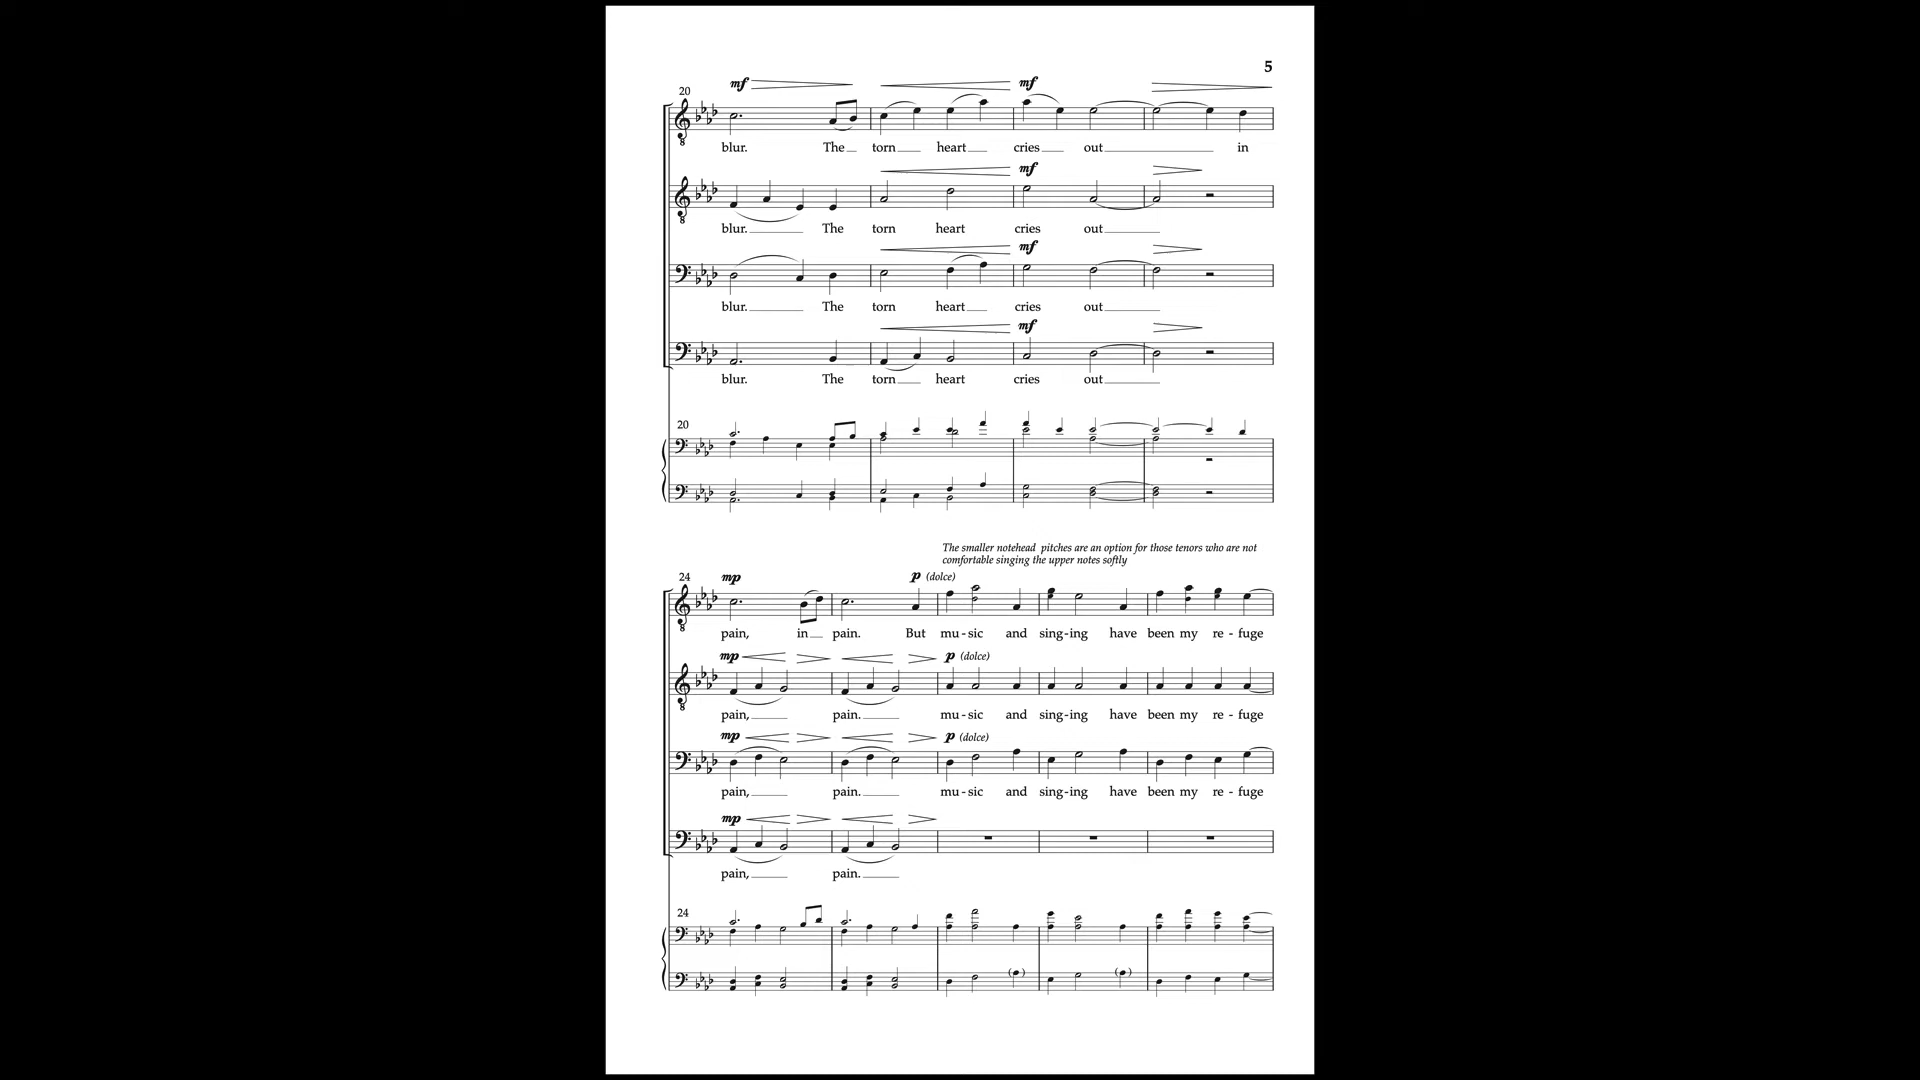 5
mf
20
blur. The torn heart cries out in
mf
mf
blur. The torn heart cries out
mf
blur. The torn heart cries out
mf
blur. The torn heart cries out
20
The smaller notehead pitches are an option for those tenors who are not
comfortable singing the upper notes softly
24 mp p (dolce)
pain, in pain. But mu - sic and sing - ing have been my re - fuge
mp p (dolce)
pain, pain. mu - sic and sing - ing have been my re - fuge
mp p (dolce)
pain, pain. mu - sic and sing - ing have been my re - fuge
mp
pain, pain.
24